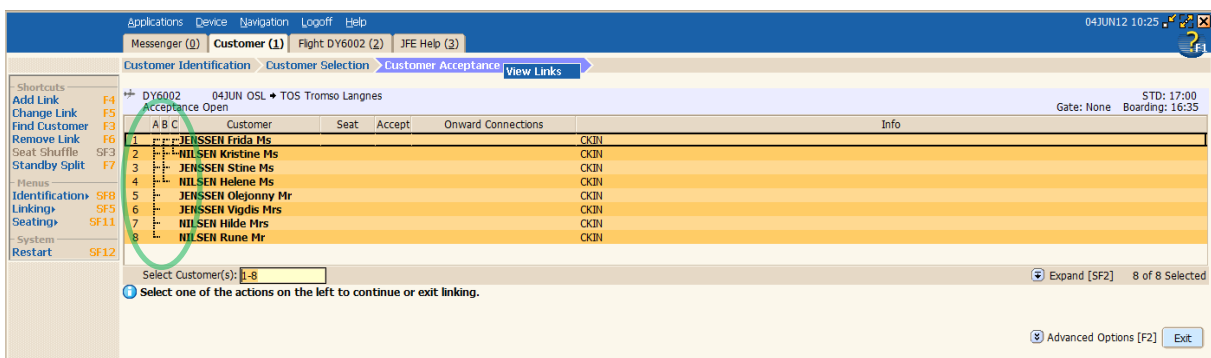 Applications Device Navigation Logoff Help 04JUN12 10:25
Messenger (0) Customer (1) Flight DY6002 (2) JFE Help (3) ? F1
Customer Identification Customer Selection Customer Acceptance View Links
Shortcuts
Add Link F4
Change Link F5
Find Customer F3
Remove Link F6
Seat Shuffle SF3
Standby Split F7
Menus
Identification SF8
Linking SF5
Seating SF11
System
Restart SF12
DY6002 04JUN OSL TOS Tromso Langnes STD: 17:00
Acceptance Open Gate: None Boarding: 16:35
A B C Customer Seat Accept Onward Connections Info
1 JENSSEN Frida Ms CKIN
2 NILSEN Kristine Ms CKIN
3 JENSSEN Stine Ms CKIN
4 NILSEN Helene Ms CKIN
5 JENSSEN Olejonny Mr CKIN
6 JENSSEN Vigdis Mrs CKIN
7 NILSEN Hilde Mrs CKIN
8 NILSEN Rune Mr CKIN
Select Customer(s): 1-8 Expand [SF2] 8 of 8 Selected
Select one of the actions on the left to continue or exit linking.
Advanced Options [F2] Exit